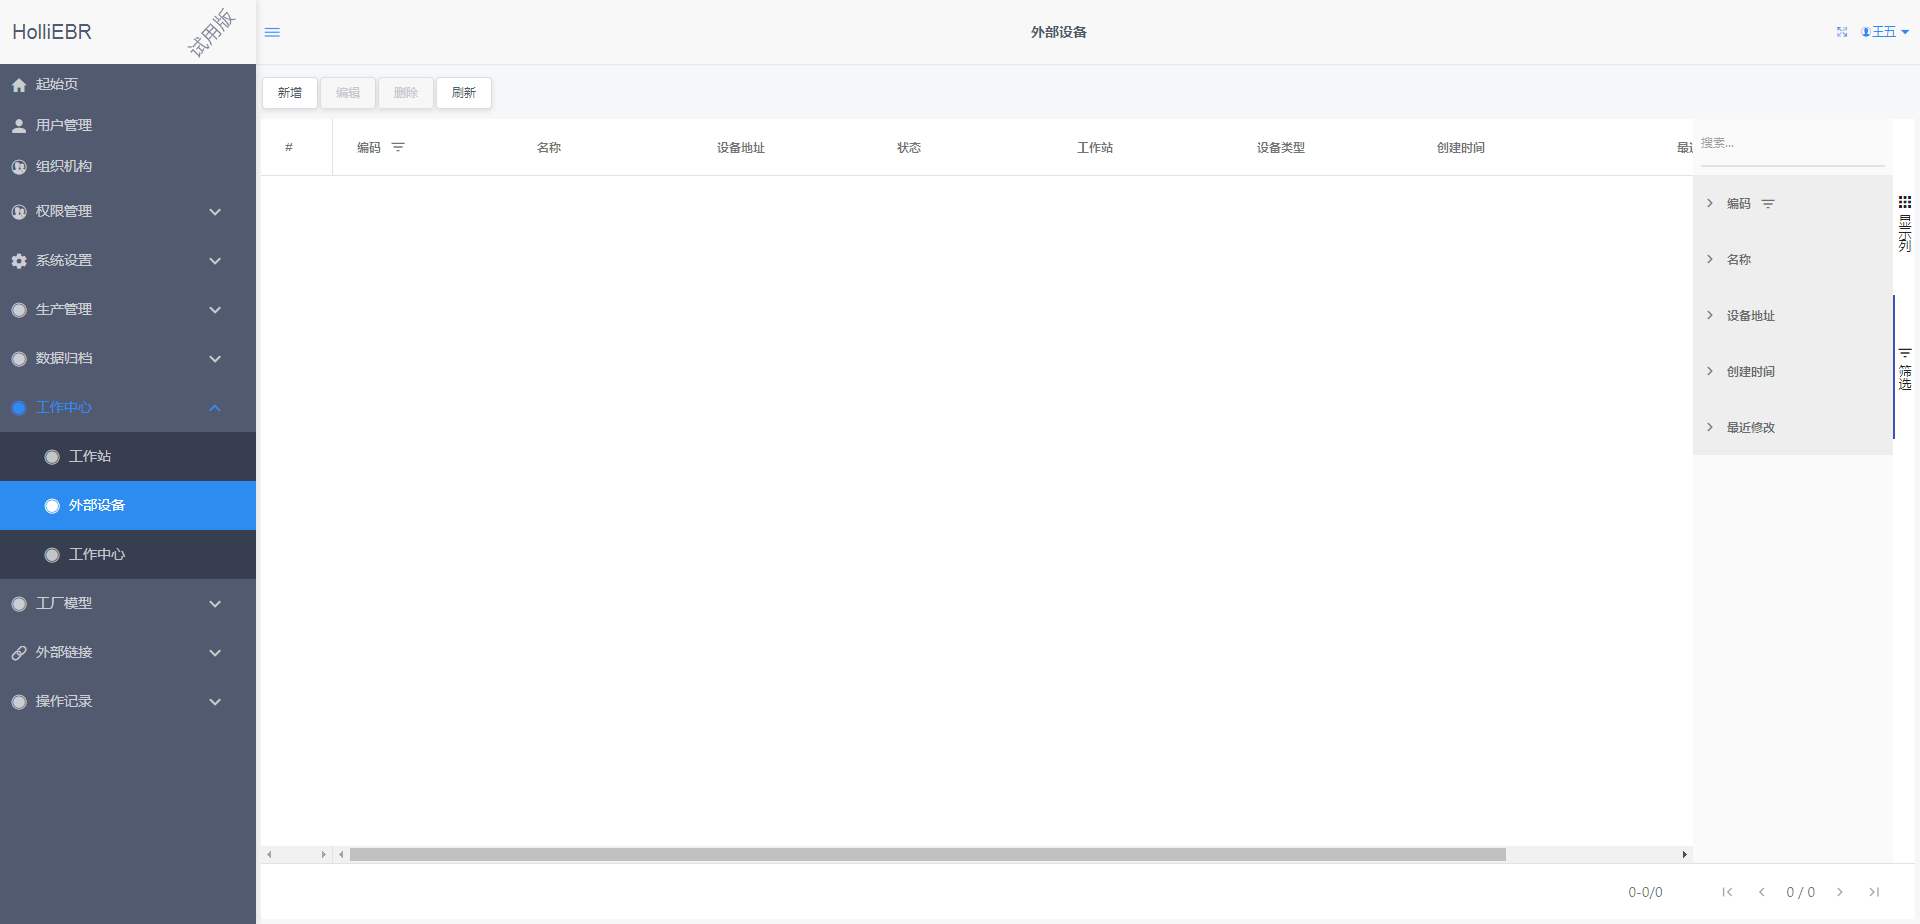 HolliEBR
试用版
外部设备
王五
起始页
用户管理
组织机构
权限管理
系统设置
生产管理
数据归档
工作中心
工作站
外部设备
工作中心
工厂模型
外部链接
操作记录
新增 编辑 删除 刷新
# 编码 名称 设备地址 状态 工作站 设备类型 创建时间
搜索...
编码
名称
设备地址
创建时间
最近修改
显示列
筛选
0-0/0 0 / 0